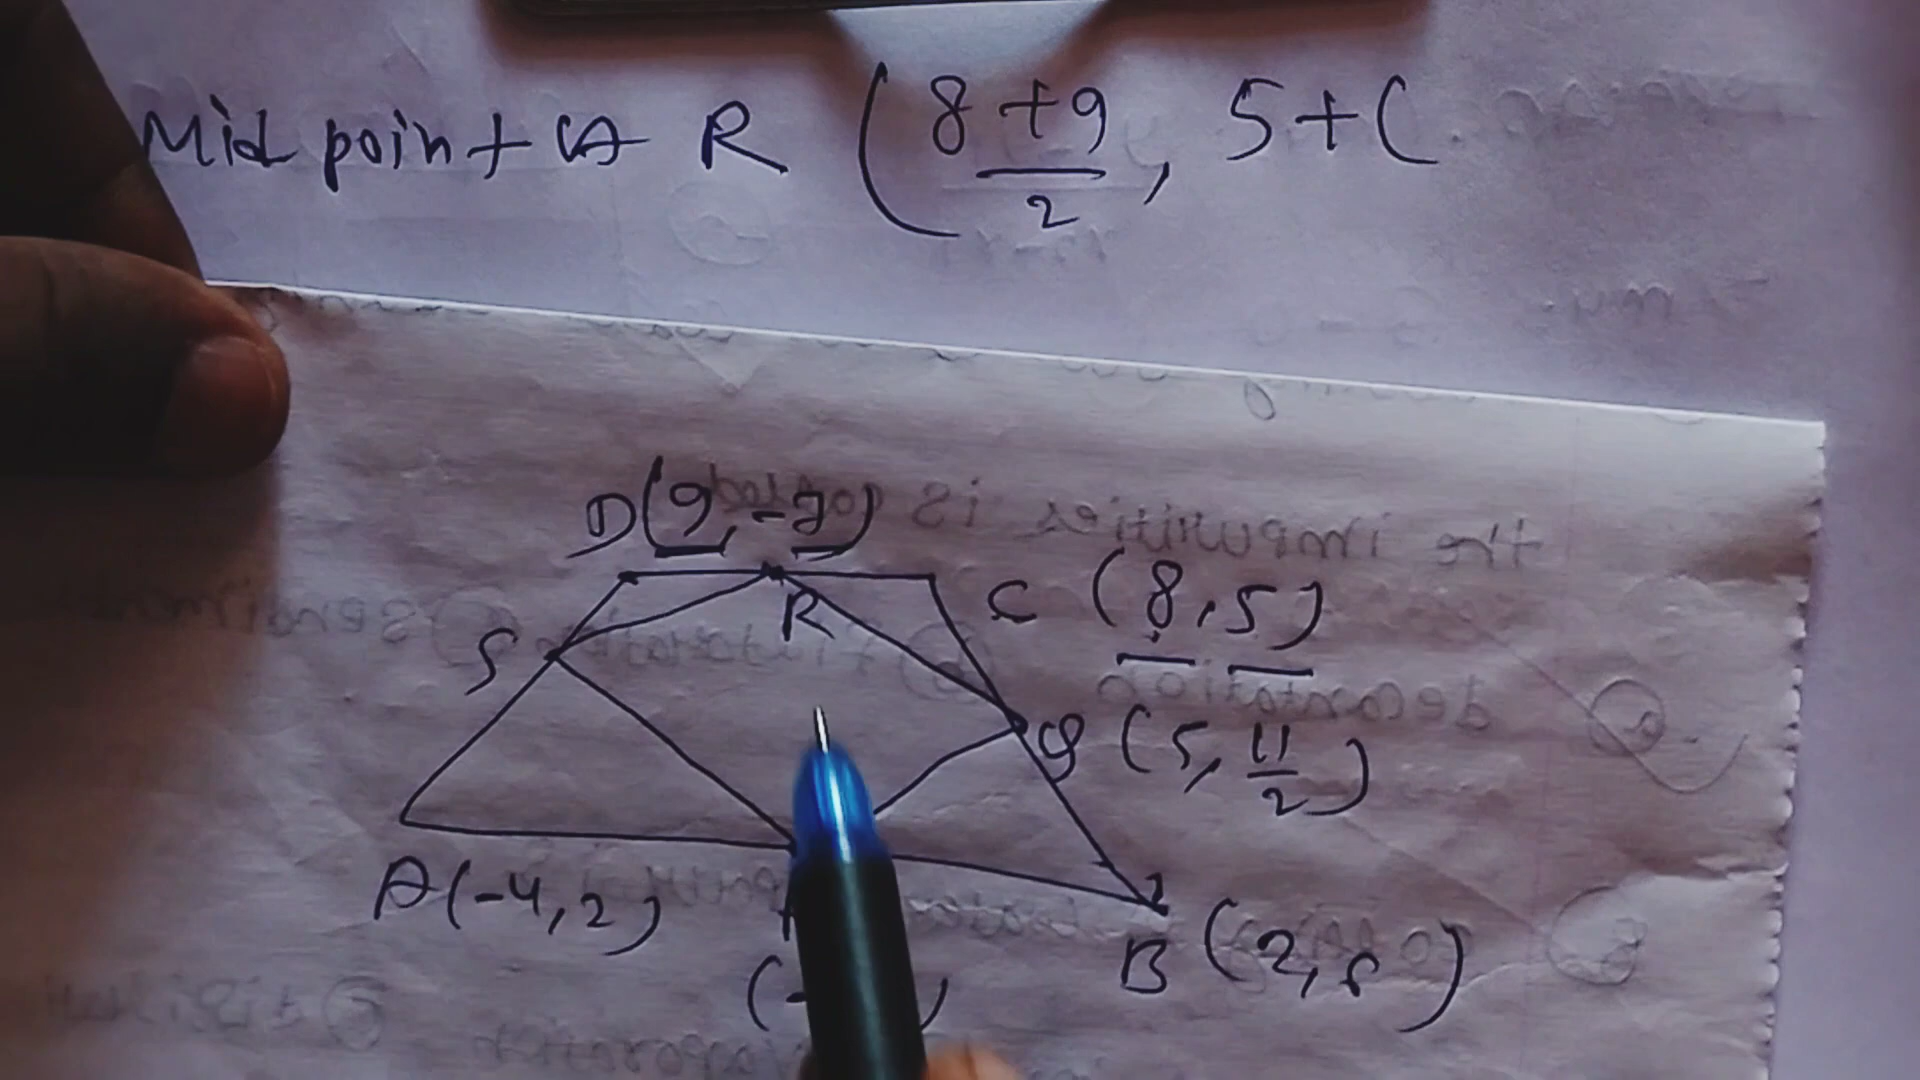 Mid point of R (8+9/2, 5+(
D(9,-7)
R
C (8,5)
S
Q (5, 11/2)
A(-4,2)
B (2,6)
(-
)